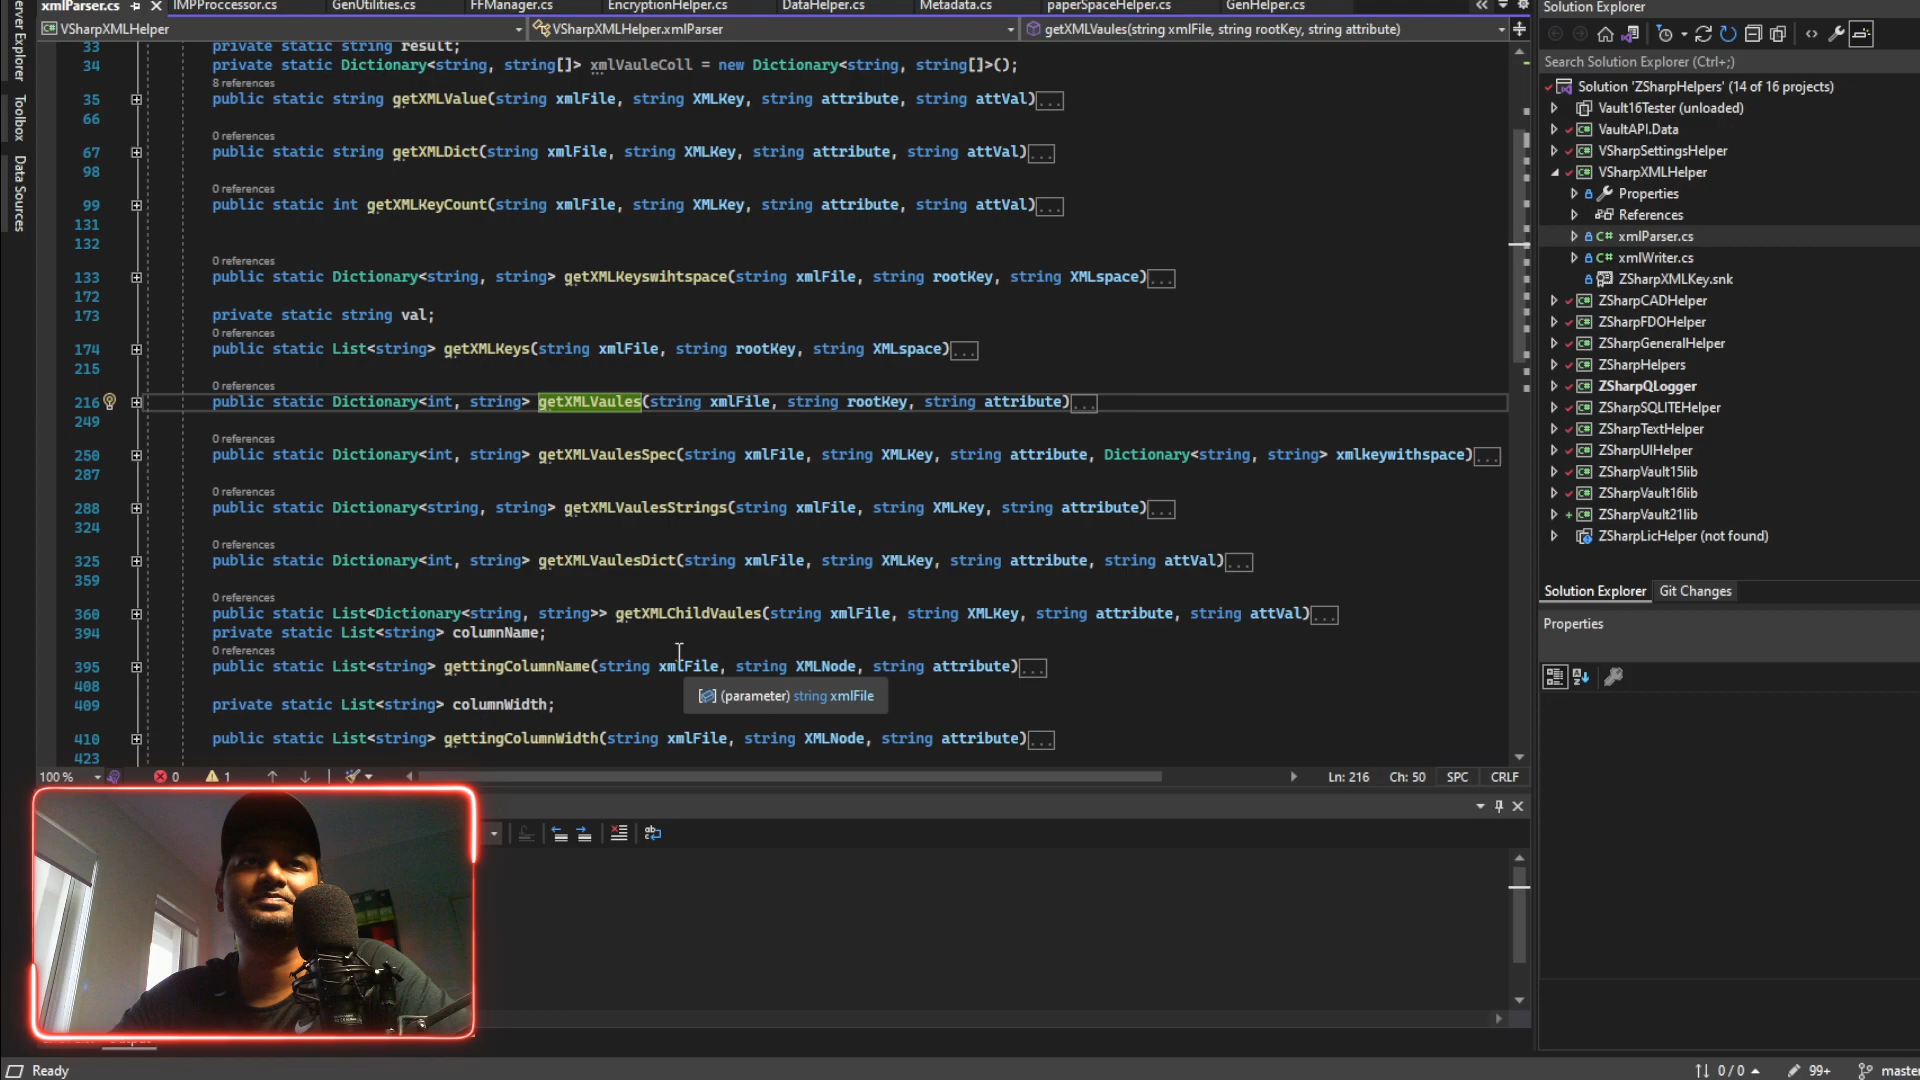 xmlParser.cs
IMPProccessor.cs
GenUtilities.cs
FFManager.cs
EncryptionHelper.cs
DataHelper.cs
Metadata.cs
paperSpaceHelper.cs
GenHelper.cs
VSharpXMLHelper
VSharpXMLHelper.xmlParser
getXMLVaules(string xmlFile, string rootKey, string attribute)
Toolbox
Data Sources
33 private static string result;
34 private static Dictionary<string, string[]> xmlVauleColl = new Dictionary<string, string[]>();
8 references
35 public static string getXMLValue(string xmlFile, string XMLKey, string attribute, string attVal)...
66
0 references
67 public static string getXMLDict(string xmlFile, string XMLKey, string attribute, string attVal)...
98
0 references
99 public static int getXMLKeyCount(string xmlFile, string XMLKey, string attribute, string attVal)...
131
132
0 references
133 public static Dictionary<string, string> getXMLKeyswihtspace(string xmlFile, string rootKey, string XMLspace)...
172
173 private static string val;
0 references
174 public static List<string> getXMLKeys(string xmlFile, string rootKey, string XMLspace)...
215
0 references
216 public static Dictionary<int, string> getXMLVaules(string xmlFile, string rootKey, string attribute)...
249
0 references
250 public static Dictionary<int, string> getXMLVaulesSpec(string xmlFile, string XMLKey, string attribute, Dictionary<string, string> xmlkeywithspace)...
287
0 references
288 public static Dictionary<string, string> getXMLVaulesStrings(string xmlFile, string XMLKey, string attribute)...
324
0 references
325 public static Dictionary<int, string> getXMLVaulesDict(string xmlFile, string XMLKey, string attribute, string attVal)...
359
0 references
360 public static List<Dictionary<string, string>> getXMLChildVaules(string xmlFile, string XMLKey, string attribute, string attVal)...
394 private static List<string> columnName;
0 references
395 public static List<string> gettingColumnName(string xmlFile, string XMLNode, string attribute)...
408
(parameter) string xmlFile
409 private static List<string> columnWidth;
410 public static List<string> gettingColumnWidth(string xmlFile, string XMLNode, string attribute)...
423
100 %
0
1
Ln: 216
Ch: 50
SPC
CRLF
Solution Explorer
Search Solution Explorer (Ctrl+;)
Solution 'ZSharpHelpers' (14 of 16 projects)
Vault16Tester (unloaded)
VaultAPI.Data
VSharpSettingsHelper
VSharpXMLHelper
Properties
References
C# xmlParser.cs
C# xmlWriter.cs
ZSharpXMLKey.snk
ZSharpCADHelper
ZSharpFDOHelper
ZSharpGeneralHelper
ZSharpHelpers
ZSharpQLogger
ZSharpSQLITEHelper
ZSharpTextHelper
ZSharpUIHelper
ZSharpVault15lib
ZSharpVault16lib
ZSharpVault21lib
ZSharpLicHelper (not found)
Solution Explorer
Git Changes
Properties
Ready
0 / 0
99+
master